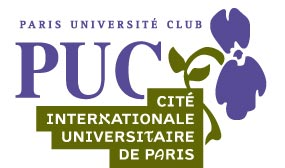 PARIS UNIVERSITÉ CLUB
PUC
CITÉ
INTERNATIONALE
UNIVERSITAIRE
DE PARIS